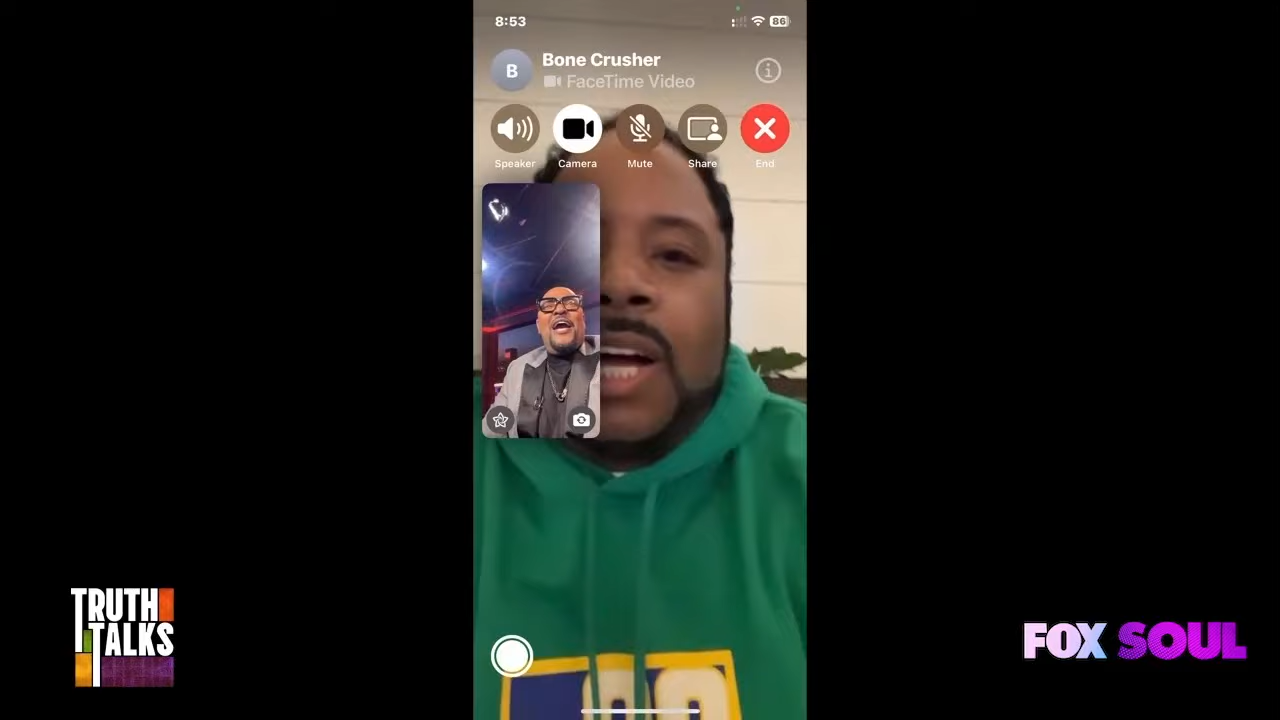 8:53
86
B
Bone Crusher
FaceTime Video
Speaker
Camera
Mute
Share
End
TRUTH
TALKS
FOX SOUL